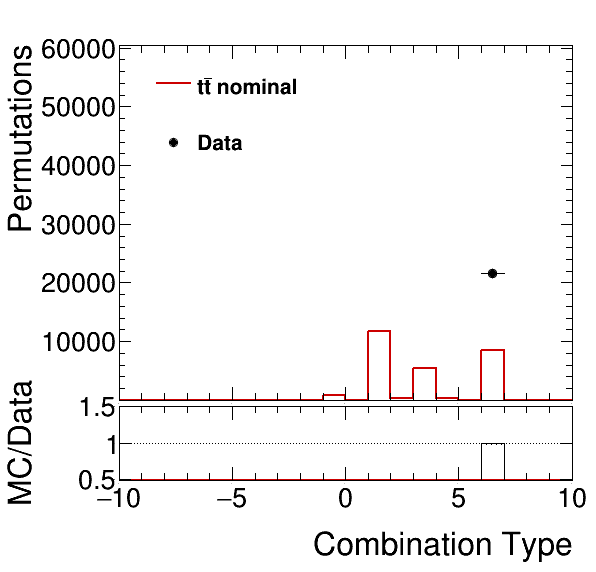 Permutations
60000
50000
40000
30000
20000
10000
tt̄ nominal
Data
MC/Data
1.5
1
0.5
−10 −5 0 5 10
Combination Type